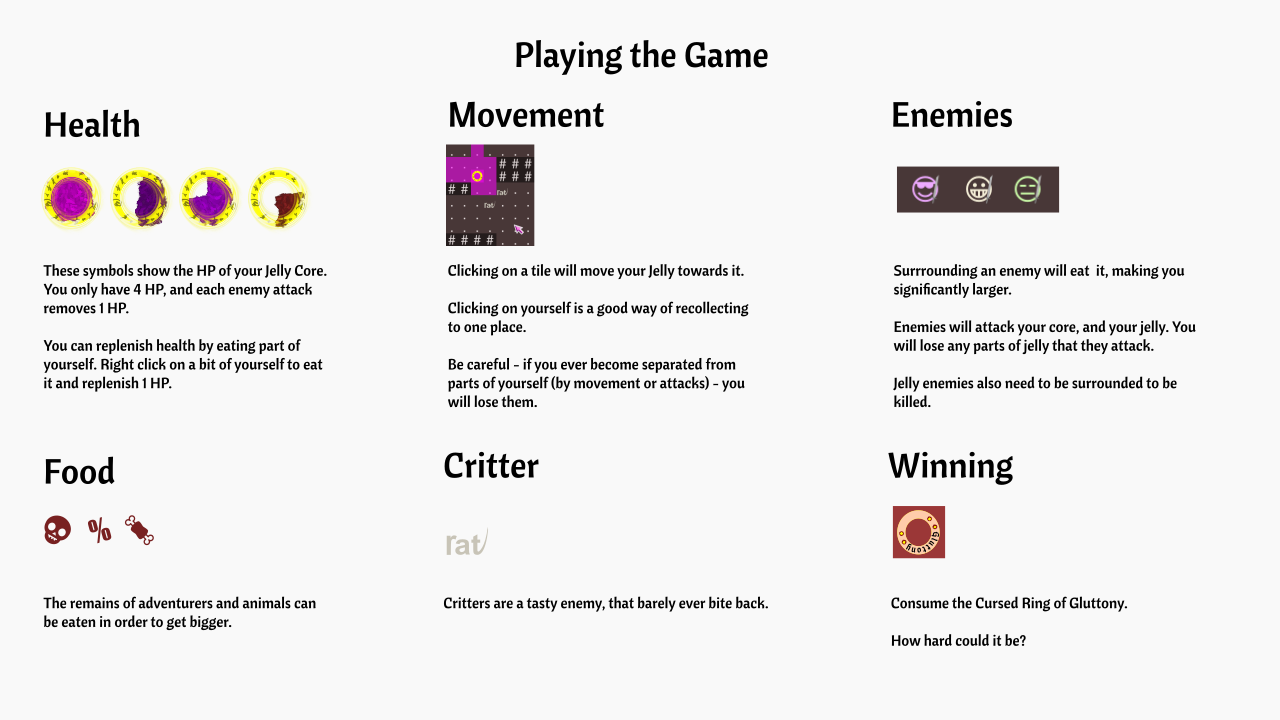 Playing the Game
Health
These symbols show the HP of your Jelly Core.
You only have 4 HP, and each enemy attack
removes 1 HP.
You can replenish health by eating part of
yourself. Right click on a bit of yourself to eat
it and replenish 1 HP.
Movement
# # #
# # #
# #
rat
rat
# # # #
Clicking on a tile will move your Jelly towards it.
Clicking on yourself is a good way of recollecting
to one place.
Be careful - if you ever become separated from
parts of yourself (by movement or attacks) - you
will lose them.
Enemies
Surrrounding an enemy will eat  it, making you
significantly larger.
Enemies will attack your core, and your jelly. You
will lose any parts of jelly that they attack.
Jelly enemies also need to be surrounded to be
killed.
Food
%
The remains of adventurers and animals can
be eaten in order to get bigger.
Critter
rat
Critters are a tasty enemy, that barely ever bite back.
Winning
Gluttony
Consume the Cursed Ring of Gluttony.
How hard could it be?